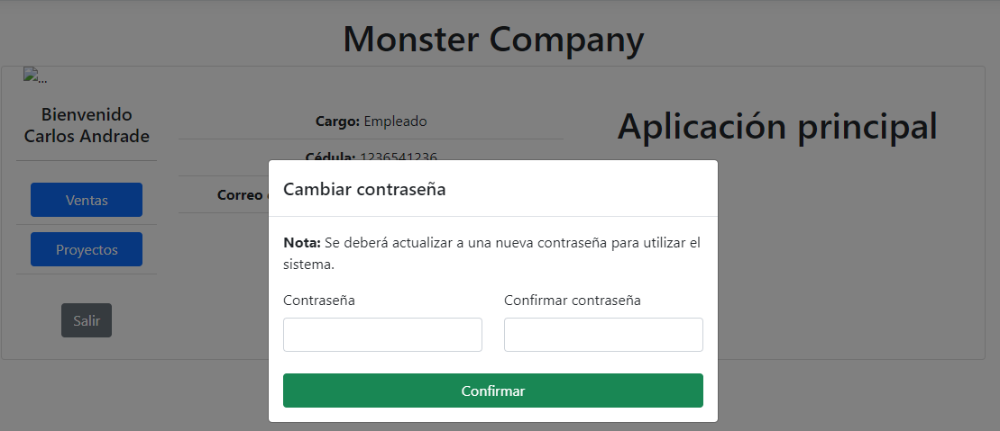 Monster Company
...
Bienvenido
Carlos Andrade
Ventas
Proyectos
Salir
Cargo: Empleado
Cédula: 1236541236
Correo
Aplicación principal
Cambiar contraseña
Nota: Se deberá actualizar a una nueva contraseña para utilizar el
sistema.
Contraseña
Confirmar contraseña
Confirmar